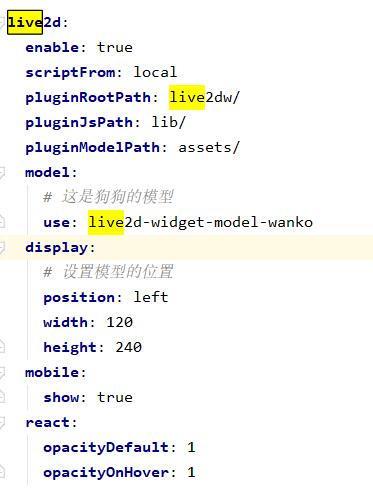 live2d:
  enable: true
  scriptFrom: local
  pluginRootPath: live2dw/
  pluginJsPath: lib/
  pluginModelPath: assets/
  model:
    # 这是狗狗的模型
    use: live2d-widget-model-wanko
  display:
    # 设置模型的位置
    position: left
    width: 120
    height: 240
  mobile:
    show: true
  react:
    opacityDefault: 1
    opacityOnHover: 1